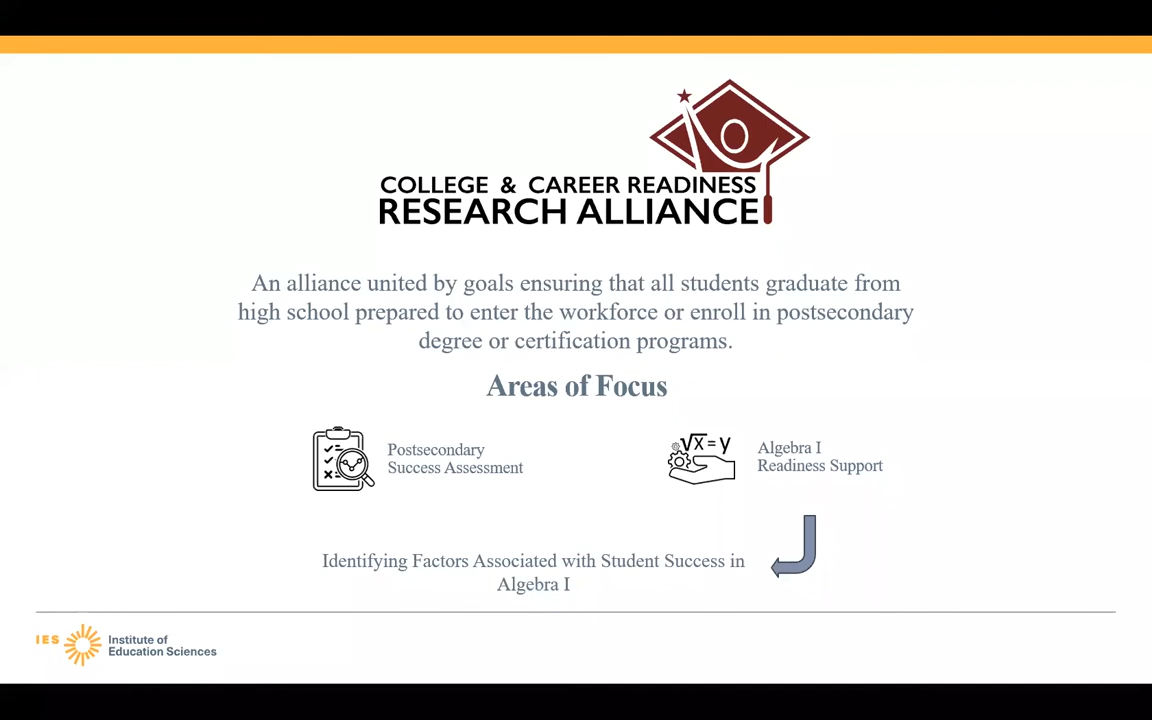 COLLEGE & CAREER READINESS
RESEARCH ALLIANCE
An alliance united by goals ensuring that all students graduate from
high school prepared to enter the workforce or enroll in postsecondary
degree or certification programs.
Areas of Focus
Postsecondary
Success Assessment
√x = y
Algebra I
Readiness Support
Identifying Factors Associated with Student Success in
Algebra I
IES
Institute of
Education Sciences